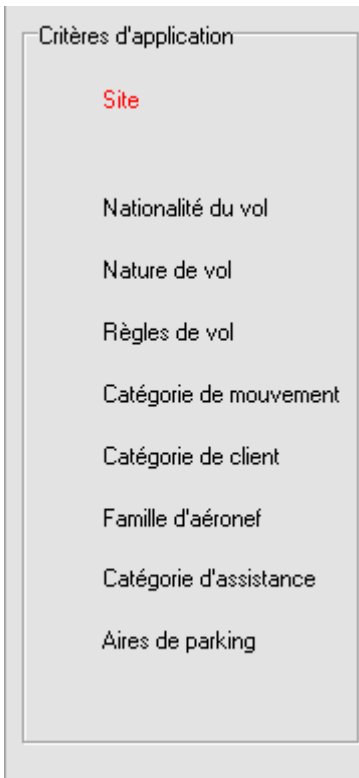 Critères d'application
Site
Nationalité du vol
Nature de vol
Règles de vol
Catégorie de mouvement
Catégorie de client
Famille d'aéronef
Catégorie d'assistance
Aires de parking